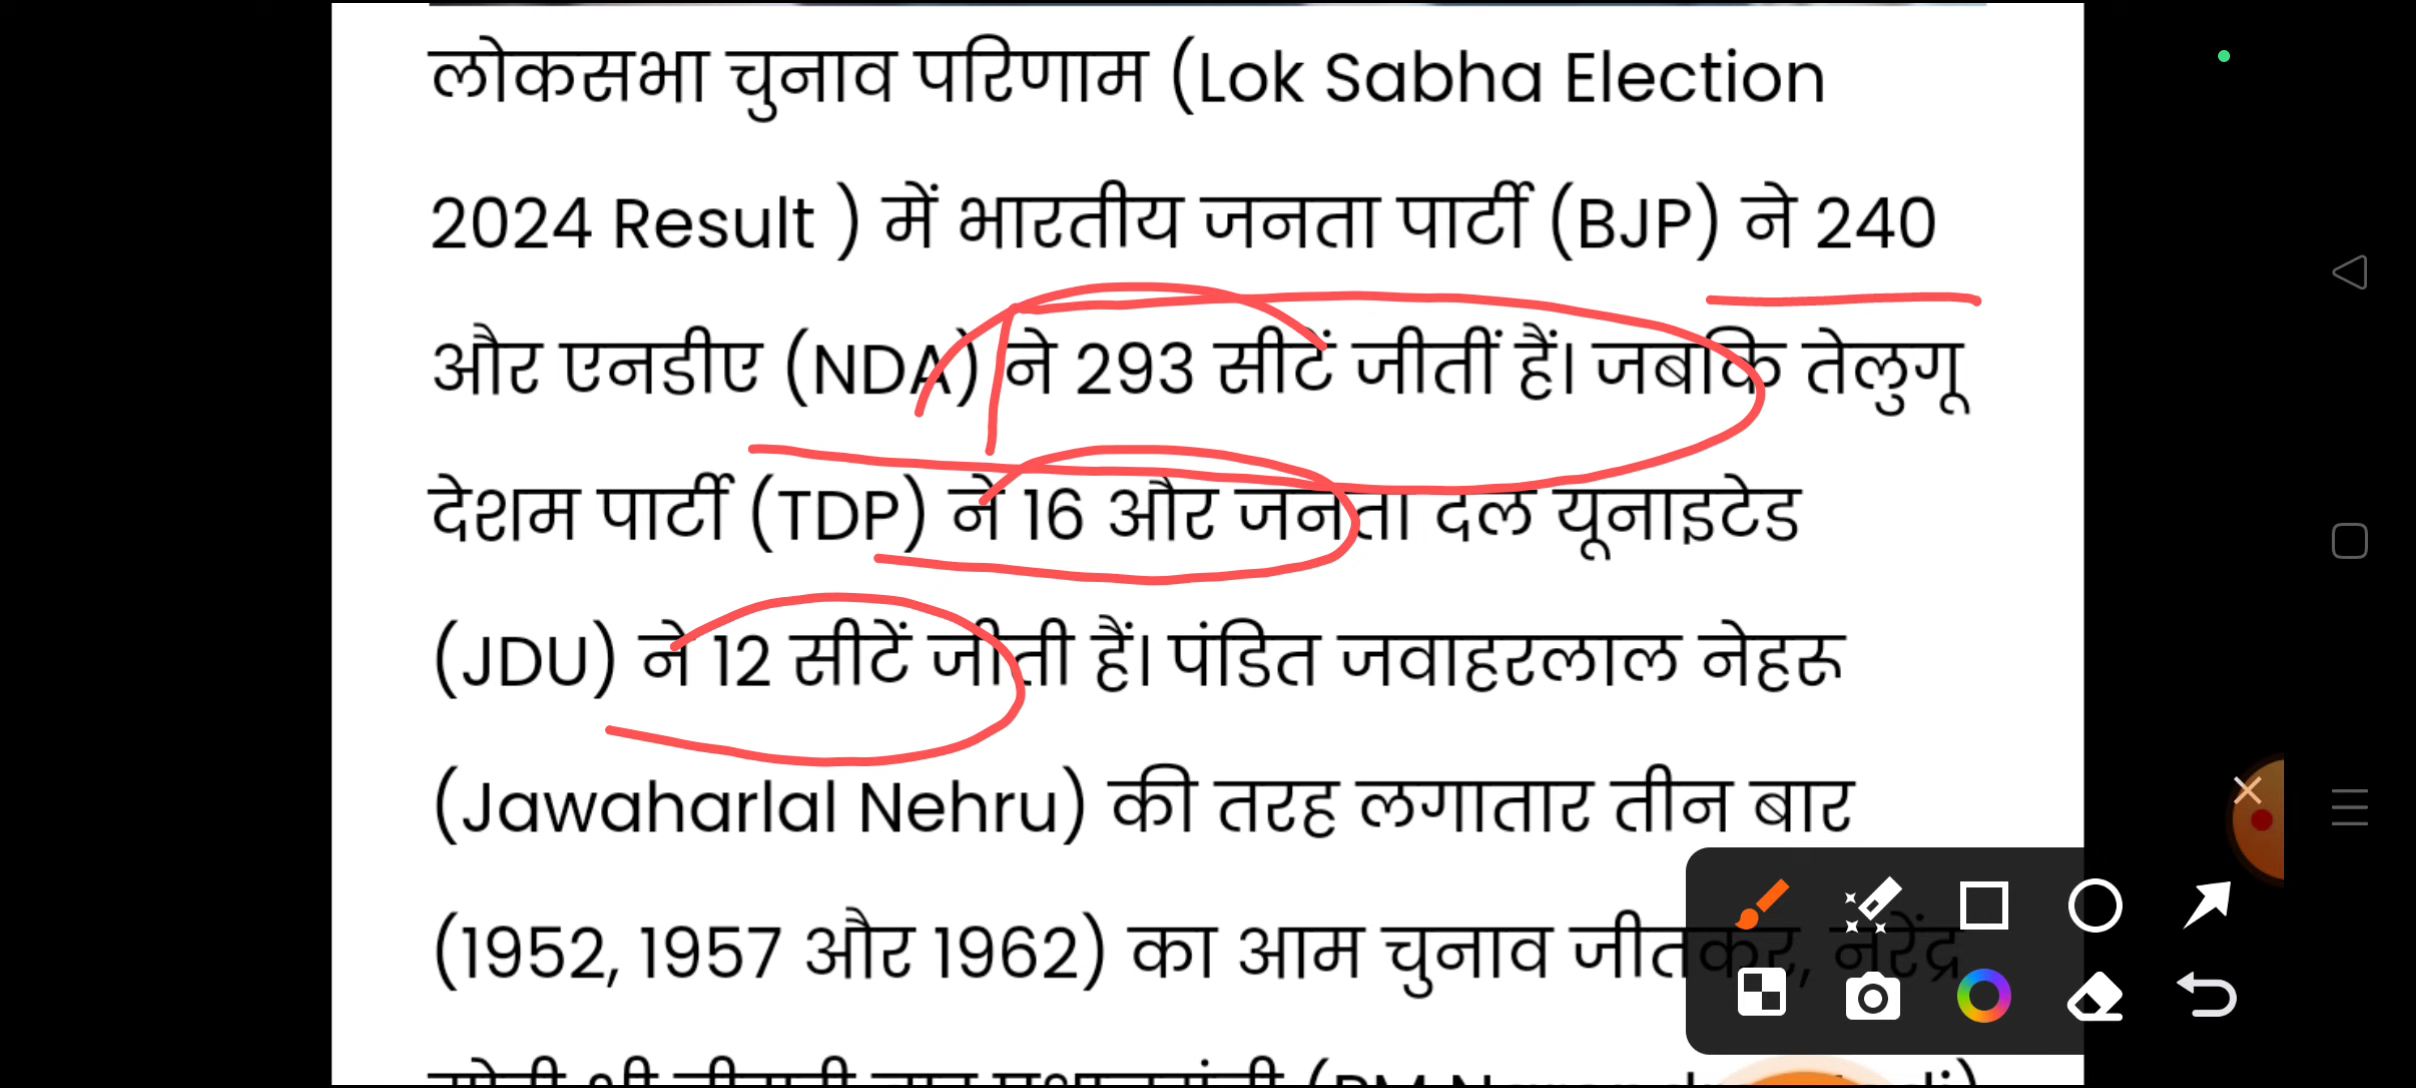 लोकसभा चुनाव परिणाम (Lok Sabha Election
2024 Result ) में भारतीय जनता पार्टी (BJP) ने 240
और एनडीए (NDA) ने 293 सीटें जीतीं हैं। जबकि तेलुगू
देशम पार्टी (TDP) ने 16 और जनता दल यूनाइटेड
(JDU) ने 12 सीटें जीती हैं। पंडित जवाहरलाल नेहरू
(Jawaharlal Nehru) की तरह लगातार तीन बार
(1952, 1957 और 1962) का आम चुनाव जीतकर, नरेंद्र